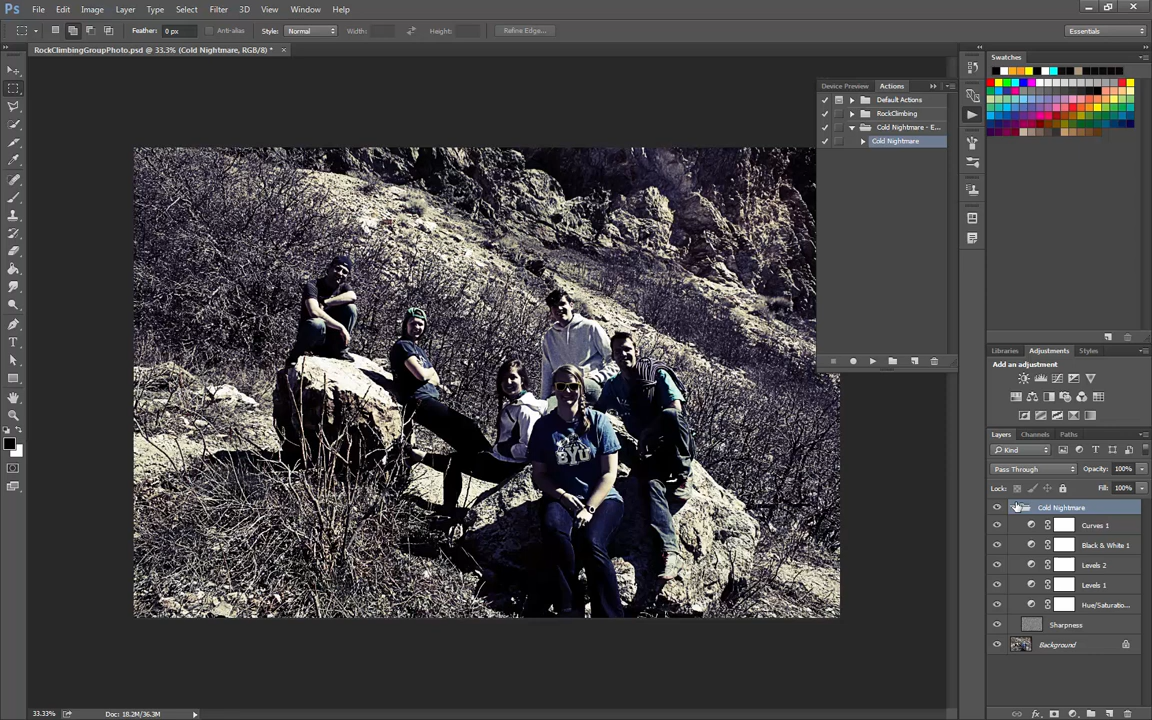 Ps File Edit Image Layer Type Select Filter 3D View Window Help
Feather: 0 px Anti-alias Style: Normal Width: Height: Refine Edge... Essentials
RockClimbingGroupPhoto.psd @ 33.3% (Cold Nightmare, RGB/8) *
Swatches
Device Preview Actions
Default Actions
RockClimbing
Cold Nightmare - E...
Cold Nightmare
BYU
Libraries Adjustments Styles
Add an adjustment
Layers Channels Paths
Kind
Pass Through Opacity: 100%
Lock: Fill: 100%
Cold Nightmare
Curves 1
Black & White 1
Levels 2
Levels 1
Hue/Saturatio...
Sharpness
Background
33.33% Doc: 18.2M/36.3M